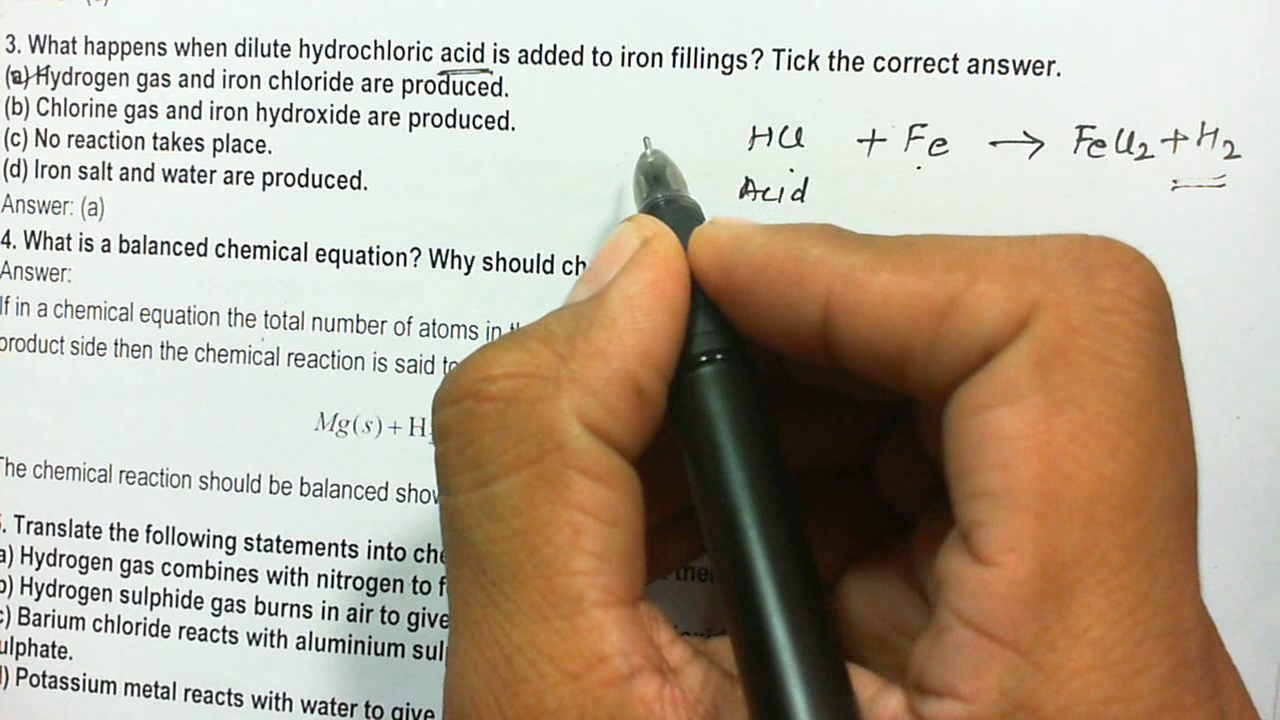 3. What happens when dilute hydrochloric acid is added to iron fillings? Tick the correct answer.
(a) Hydrogen gas and iron chloride are produced.
(b) Chlorine gas and iron hydroxide are produced.
(c) No reaction takes place.
(d) Iron salt and water are produced.
Answer: (a)
HCl + Fe → FeCl2 + H2
Acid
4. What is a balanced chemical equation? Why should ch
Answer:
If in a chemical equation the total number of atoms in
product side then the chemical reaction is said to
Mg(s) + H
The chemical reaction should be balanced
. Translate the following statements into che
a) Hydrogen gas combines with nitrogen to f
b) Hydrogen sulphide gas burns in air to give
c) Barium chloride reacts with aluminium sul
ulphate.
) Potassium metal reacts with water to give